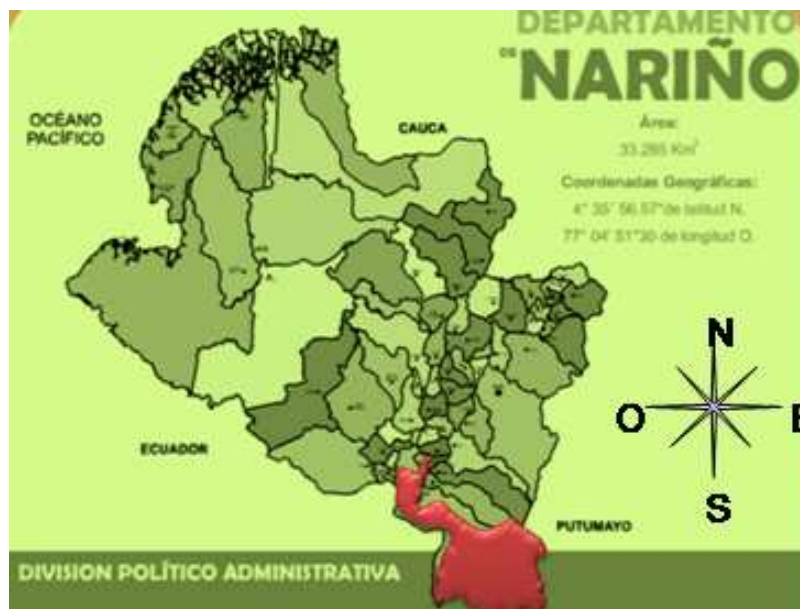 DEPARTAMENTO
DE NARIÑO
Área:
33.265 Km²
Coordenadas Geográficas:
4° 35' 56.57"de latitud N.
77° 04' 51"30 de longitud O.
OCÉANO
PACÍFICO
CAUCA
ECUADOR
PUTUMAYO
N
O
E
S
DIVISION POLÍTICO ADMINISTRATIVA